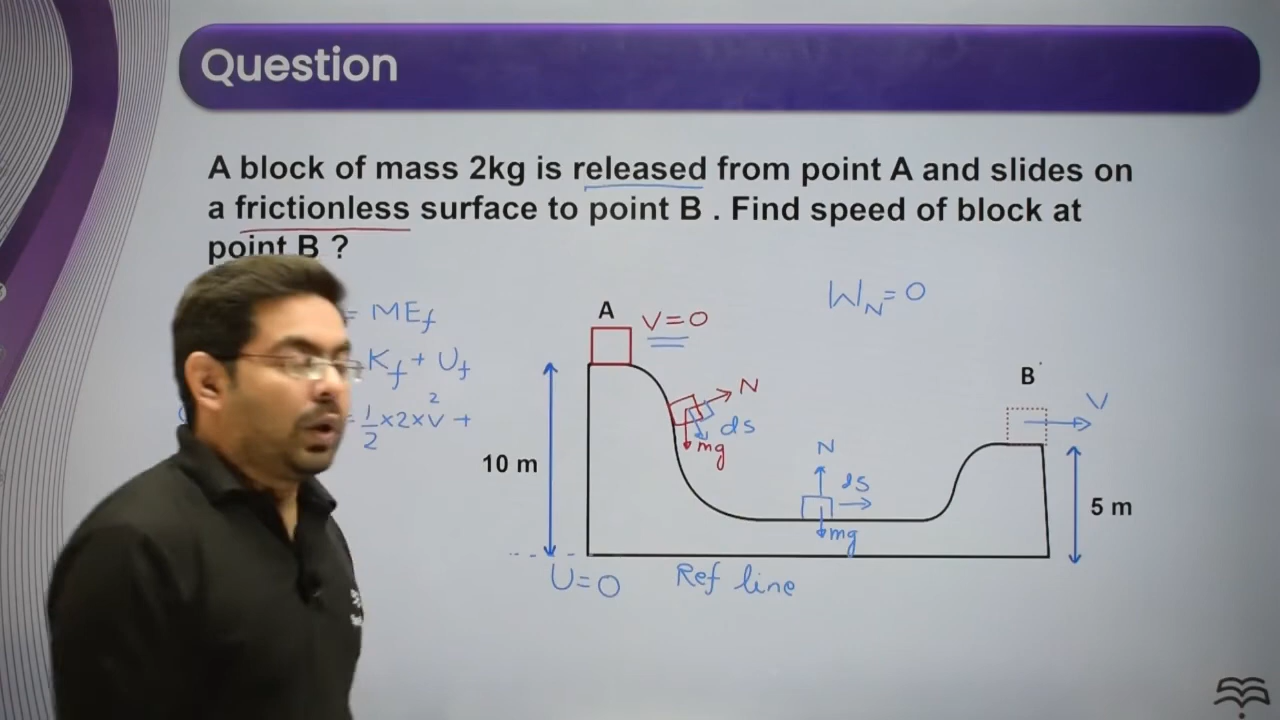 Question
A block of mass 2kg is released from point A and slides on
a frictionless surface to point B . Find speed of block at
point B ?
= MEf
Kf + Uf
= 1/2 ×2×v² +
WN = 0
A
V=0
N
ds
mg
10 m
N
ds
mg
B
V
5 m
U=0
Ref line